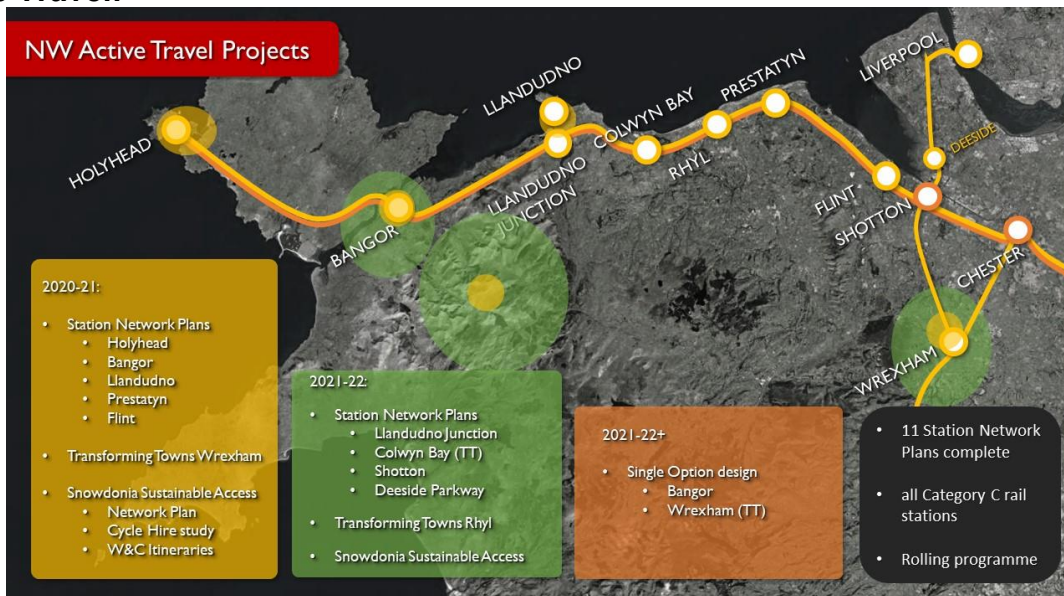 NW Active Travel Projects
HOLYHEAD
BANGOR
LLANDUDNO
LLANDUDNO
JUNCTION
COLWYN BAY
RHYL
PRESTATYN
FLINT
SHOTTON
LIVERPOOL
DEESIDE
CHESTER
WREXHAM
2020-21:
• Station Network Plans
• Holyhead
• Bangor
• Llandudno
• Prestatyn
• Flint
• Transforming Towns Wrexham
• Snowdonia Sustainable Access
• Network Plan
• Cycle Hire study
• W&C Itineraries
2021-22:
• Station Network Plans
• Llandudno Junction
• Colwyn Bay (TT)
• Shotton
• Deeside Parkway
• Transforming Towns Rhyl
• Snowdonia Sustainable Access
2021-22+
• Single Option design
• Bangor
• Wrexham (TT)
• 11 Station Network
Plans complete
• all Category C rail
stations
• Rolling programme